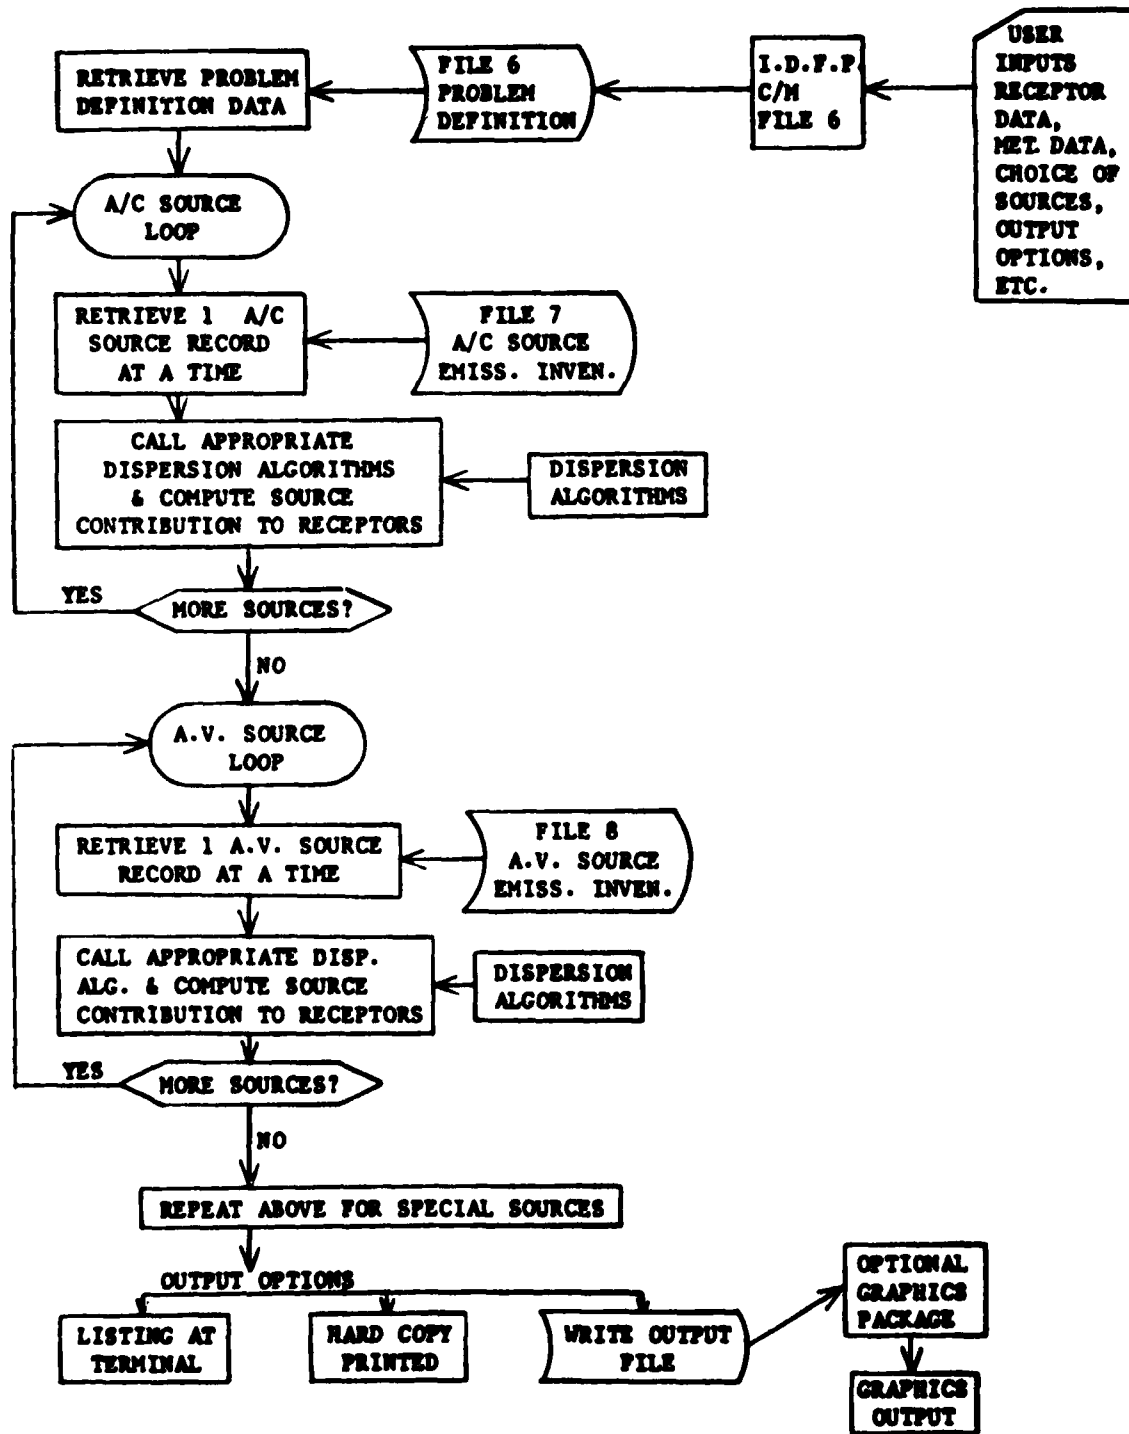 RETRIEVE PROBLEM
DEFINITION DATA
FILE 6
PROBLEM
DEFINITION
I.D.F.P.
C/M
FILE 6
USER
INPUTS
RECEPTOR
DATA,
MET. DATA,
CHOICE OF
SOURCES,
OUTPUT
OPTIONS,
ETC.
A/C SOURCE
LOOP
RETRIEVE 1 A/C
SOURCE RECORD
AT A TIME
FILE 7
A/C SOURCE
EMISS. INVEN.
CALL APPROPRIATE
DISPERSION ALGORITHMS
& COMPUTE SOURCE
CONTRIBUTION TO RECEPTORS
DISPERSION
ALGORITHMS
YES
MORE SOURCES?
NO
A.V. SOURCE
LOOP
RETRIEVE 1 A.V. SOURCE
RECORD AT A TIME
FILE 8
A.V. SOURCE
EMISS. INVEN.
CALL APPROPRIATE DISP.
ALG. & COMPUTE SOURCE
CONTRIBUTION TO RECEPTORS
DISPERSION
ALGORITHMS
YES
MORE SOURCES?
NO
REPEAT ABOVE FOR SPECIAL SOURCES
OUTPUT OPTIONS
LISTING AT
TERMINAL
HARD COPY
PRINTED
WRITE OUTPUT
FILE
OPTIONAL
GRAPHICS
PACKAGE
GRAPHICS
OUTPUT